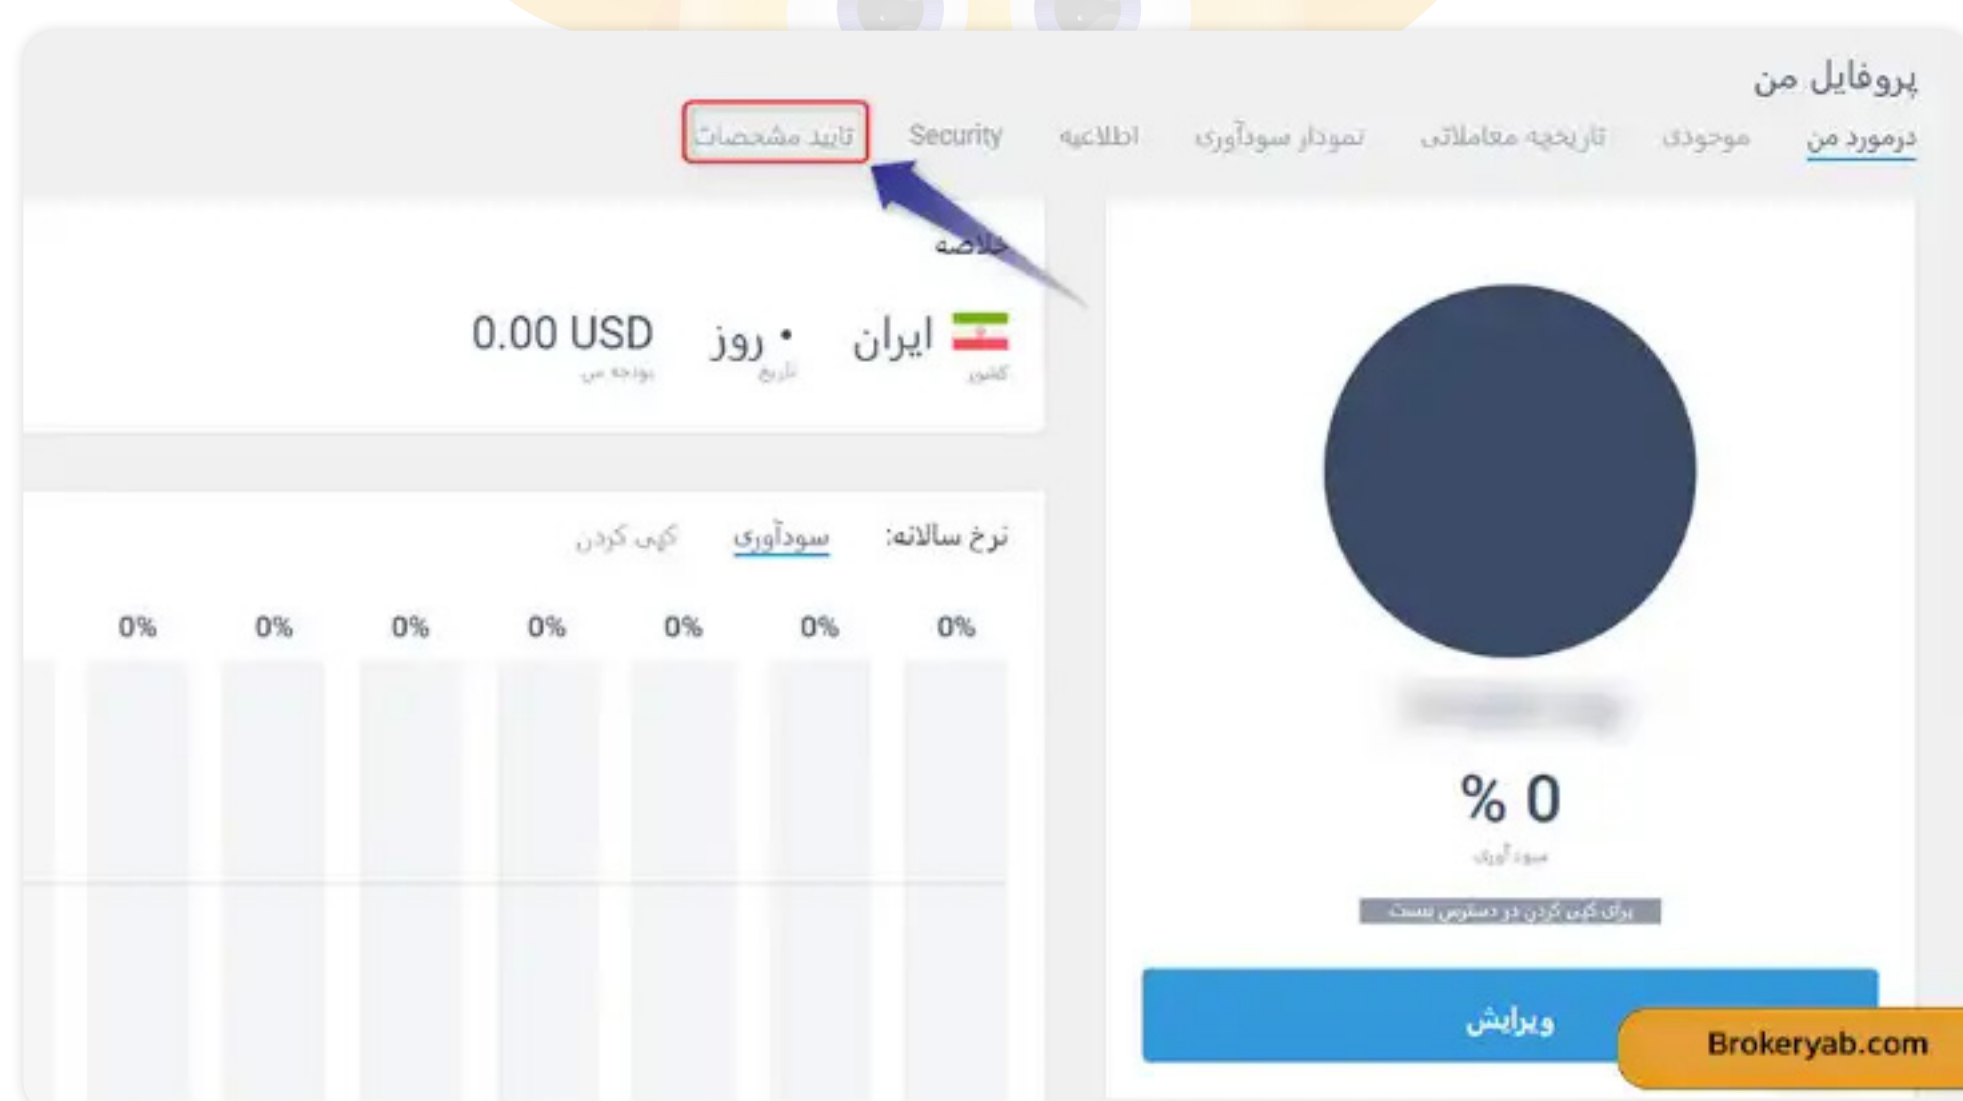 پروفایل من
درمورد من موجودی تاریخچه معاملاتی نمودار سودآوری اطلاعیه Security تایید مشخصات
خلاصه
ایران • روز 0.00 USD
کشور تاریخ بودجه من
نرخ سالانه: سودآوری کپی کردن
0% 0% 0% 0% 0% 0% 0%
% 0
سودآوری
برای کپی کردن در دسترس نیست
ویرایش
Brokeryab.com